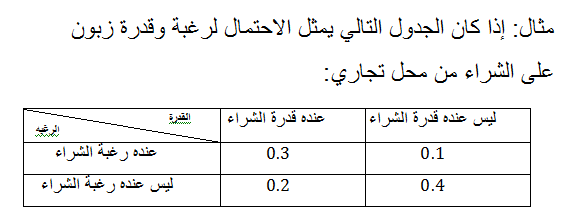 مثال: إذا كان الجدول التالي يمثل الاحتمال لرغبة وقدرة زبون
على الشراء من محل تجاري:
القدرة
الرغبه
عنده قدرة الشراء
ليس عنده قدرة الشراء
عنده رغبة الشراء
0.3
0.1
ليس عنده رغبة الشراء
0.2
0.4